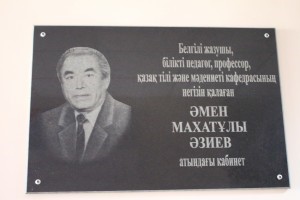 Белгілі жазушы,
білікті педагог, профессор,
қазақ тілі және мәдениеті кафедрасының
негізін қалаған
ӘМЕН
МАХАТҰЛЫ
ӘЗИЕВ
атындағы кабинет